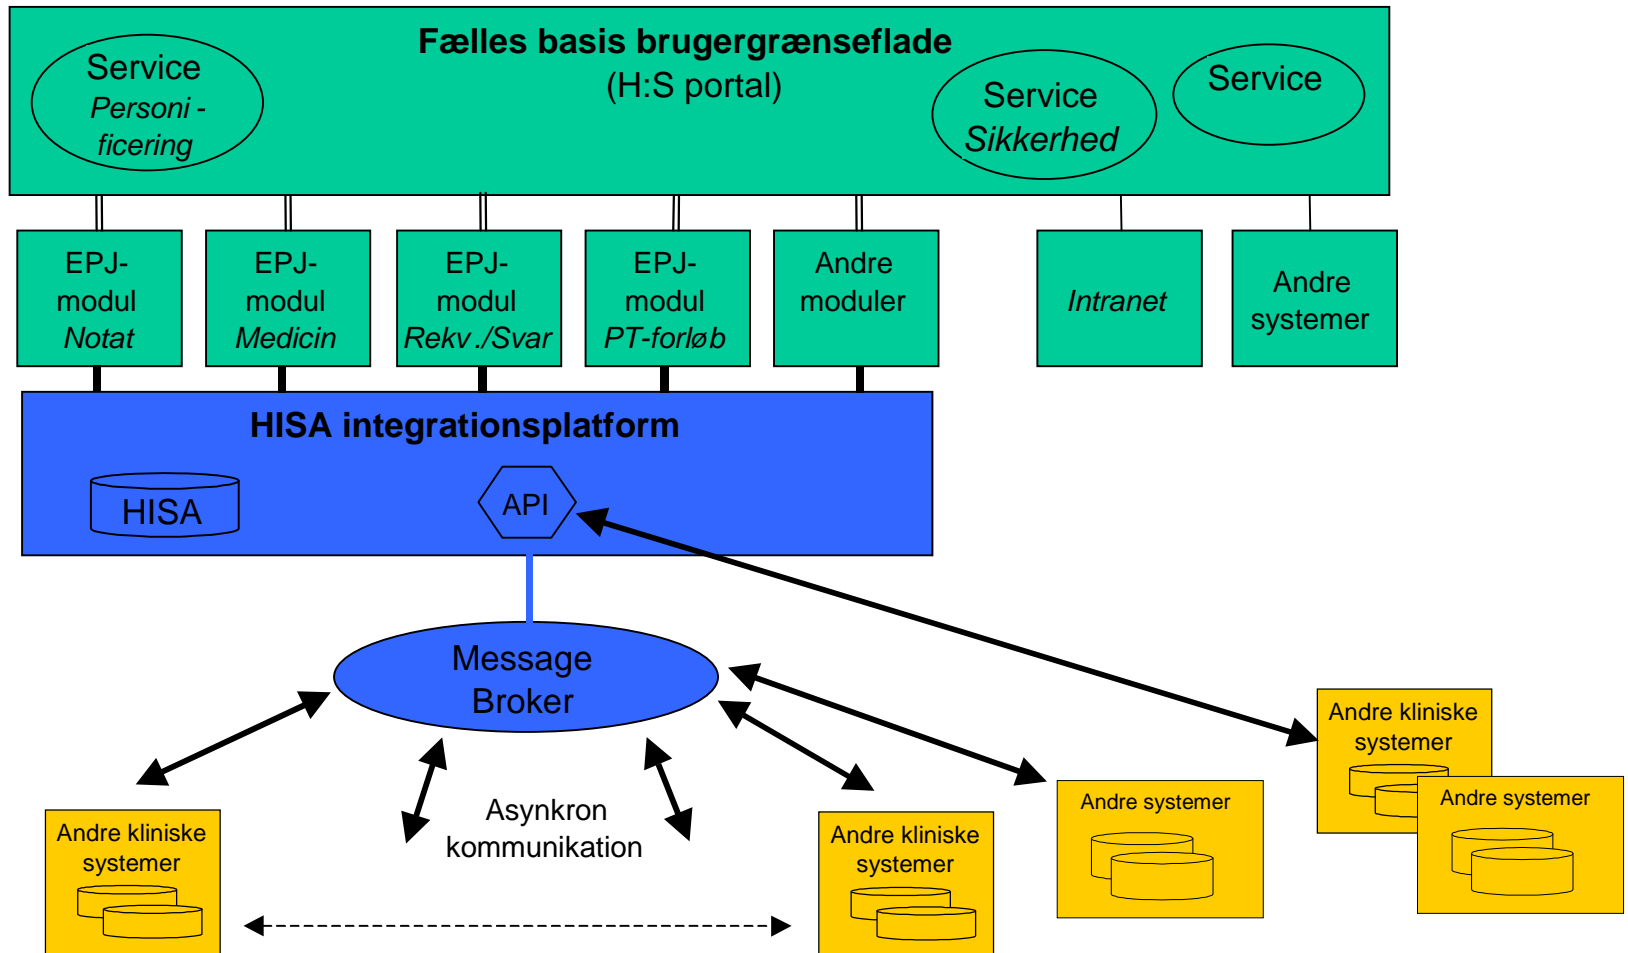 Fælles basis brugergrænseflade
(H:S portal)
Service
Personi -
ficering
Service
Sikkerhed
Service
EPJ-
modul
Notat
EPJ-
modul
Medicin
EPJ-
modul
Rekv./Svar
EPJ-
modul
PT-forløb
Andre
moduler
Intranet
Andre
systemer
HISA integrationsplatform
HISA
API
Message
Broker
Asynkron
kommunikation
Andre kliniske
systemer
Andre kliniske
systemer
Andre systemer
Andre kliniske
systemer
Andre systemer